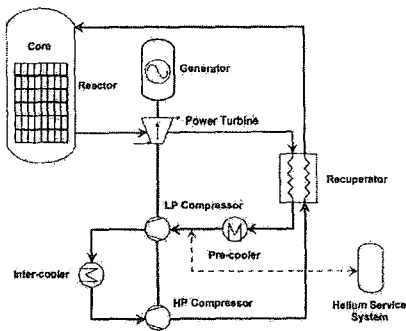 Core
Generator
Reactor
Power Turbine
Recuperator
LP Compressor
Pre-cooler
Inter-cooler
HP Compressor
Helium Service
System